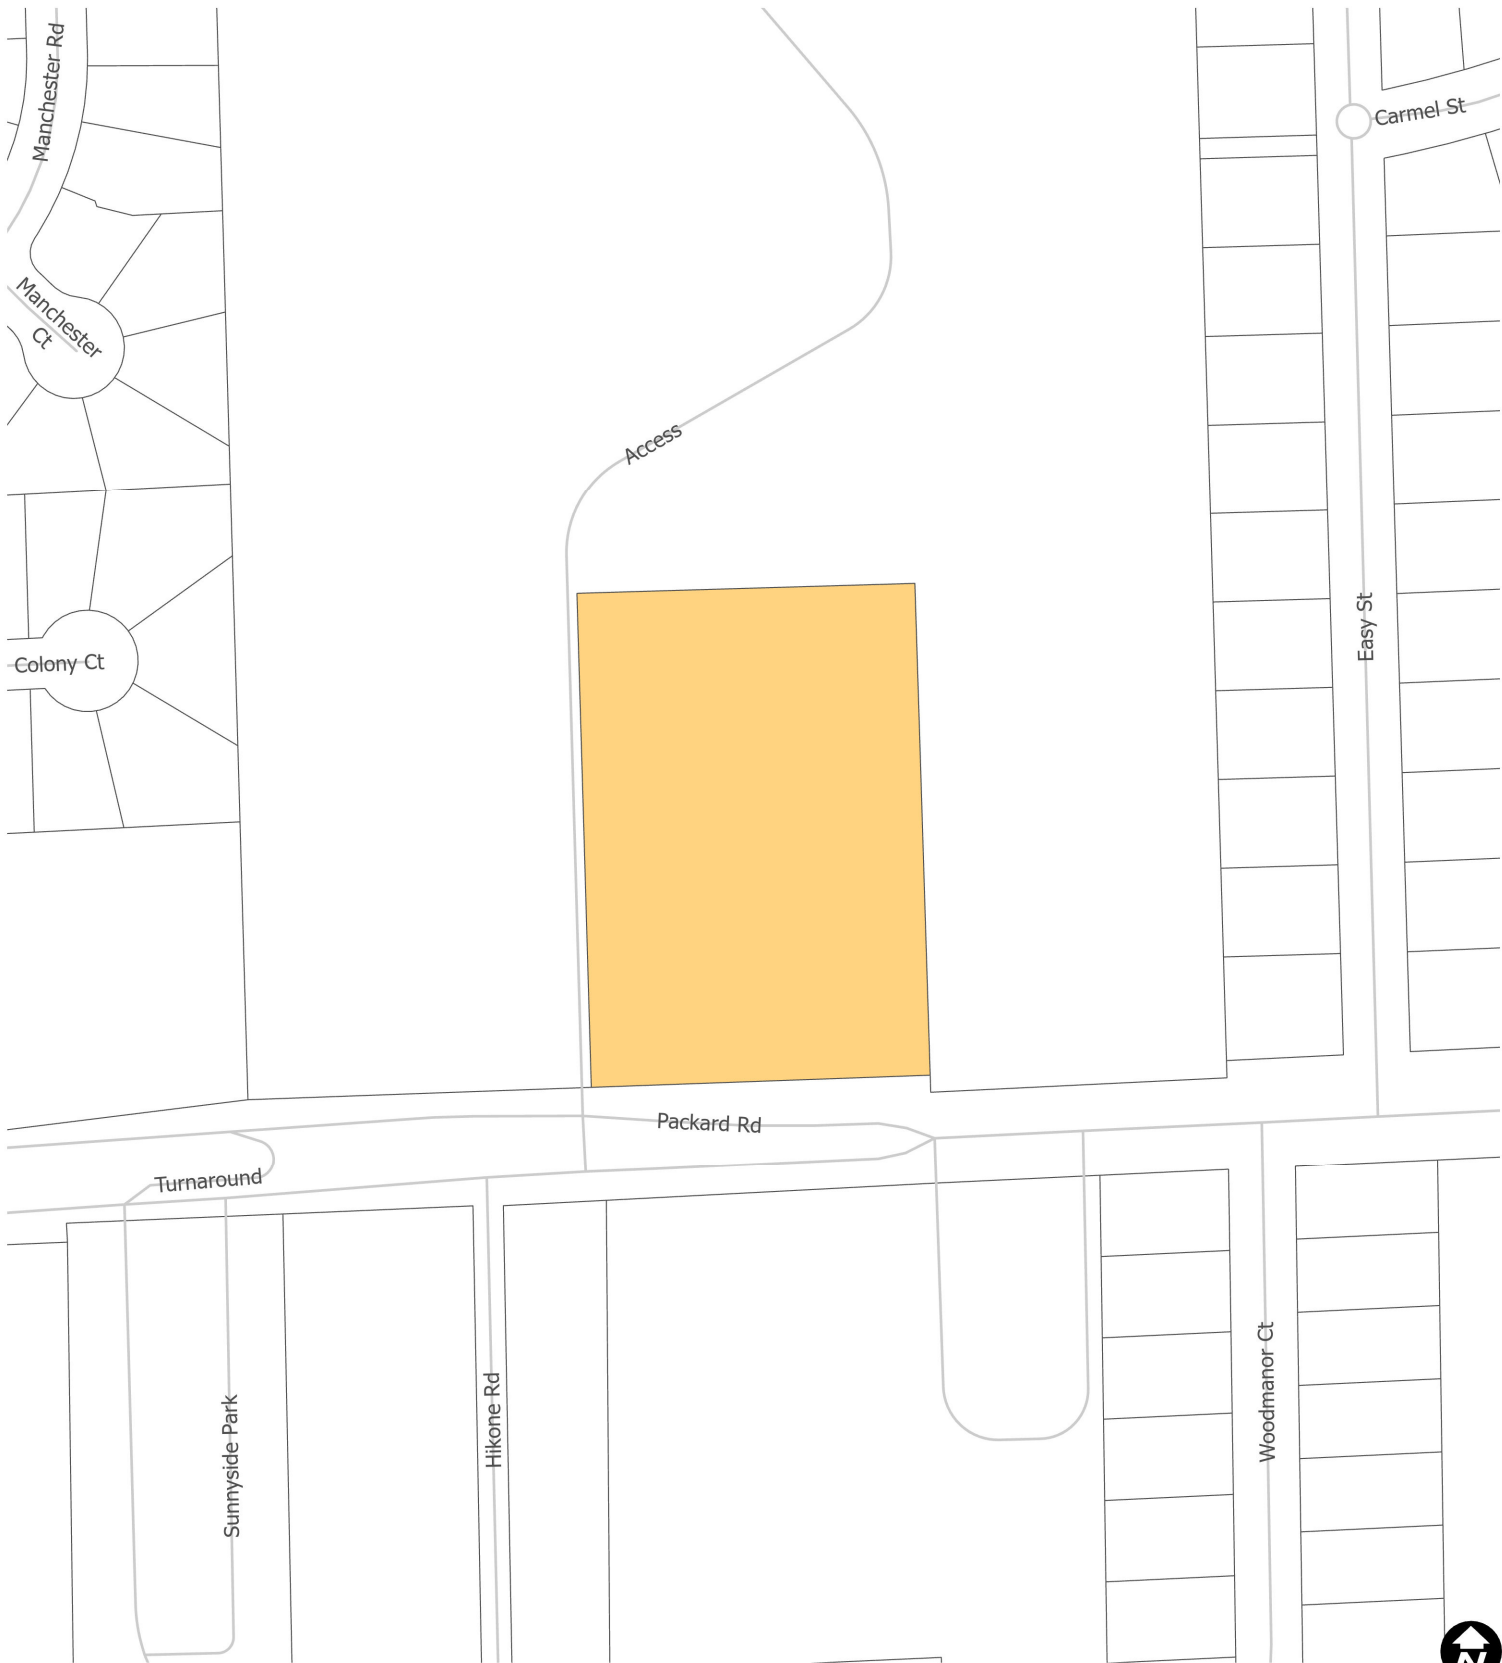 Manchester Rd
Carmel St
Manchester
Ct
Access
Easy St
Colony Ct
Packard Rd
Turnaround
Woodmanor Ct
Hikone Rd
Sunnyside Park
N